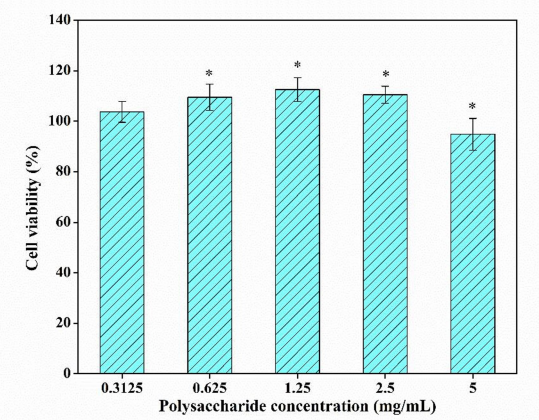 140
120
100
80
60
40
20
0
Cell viability (%)
* * * *
0.3125 0.625 1.25 2.5 5
Polysaccharide concentration (mg/mL)